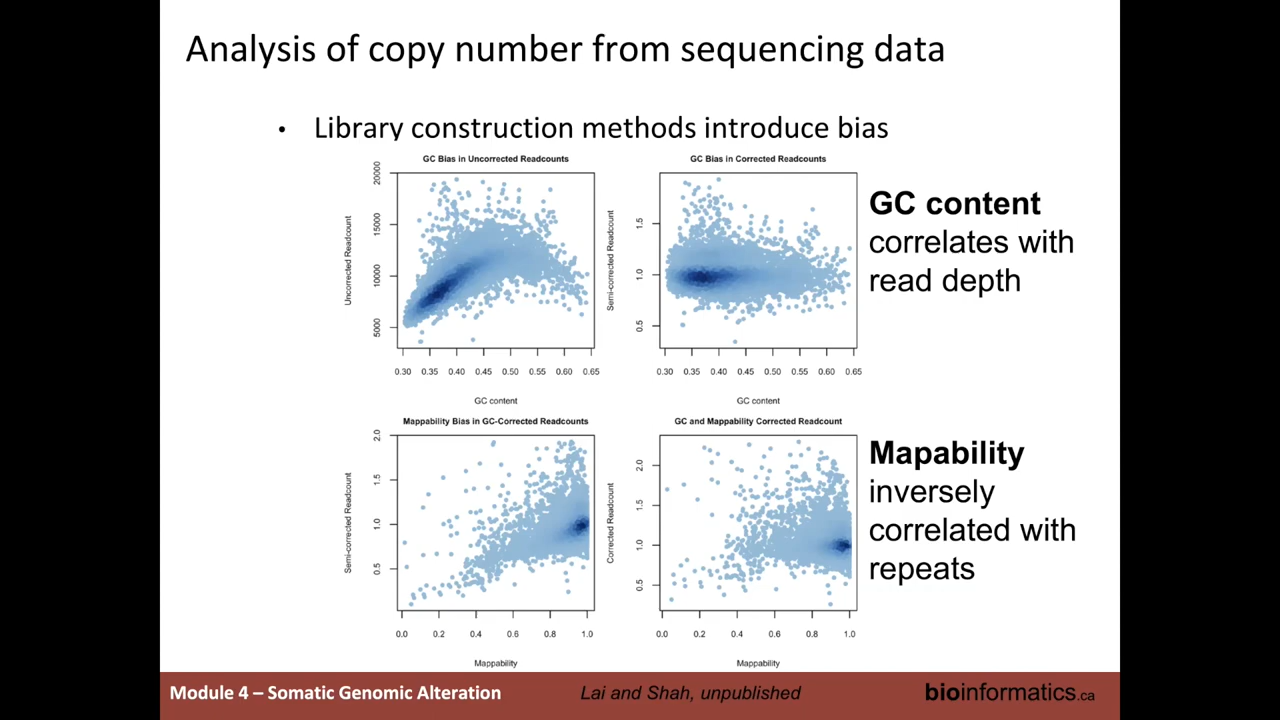 Analysis of copy number from sequencing data
• Library construction methods introduce bias
GC Bias in Uncorrected Readcounts
Uncorrected Readcount
20000
15000
10000
5000
0.30 0.35 0.40 0.45 0.50 0.55 0.60 0.65
GC content
GC Bias in Corrected Readcounts
Semi-corrected Readcount
1.5
1.0
0.5
0.30 0.35 0.40 0.45 0.50 0.55 0.60 0.65
GC content
GC content
correlates with
read depth
Mappability Bias in GC-Corrected Readcounts
Semi-corrected Readcount
2.0
1.5
1.0
0.5
0.0 0.2 0.4 0.6 0.8 1.0
Mappability
GC and Mappability Corrected Readcount
Corrected Readcount
2.0
1.5
1.0
0.5
0.0 0.2 0.4 0.6 0.8 1.0
Mappability
Mapability
inversely
correlated with
repeats
Module 4 – Somatic Genomic Alteration
Lai and Shah, unpublished
bioinformatics.ca